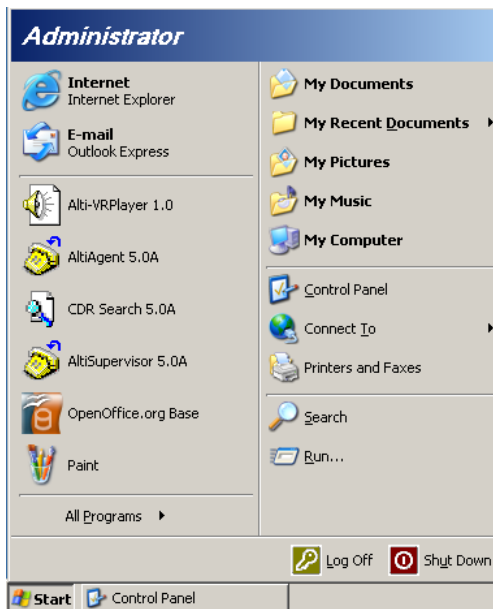 Administrator
Internet
Internet Explorer
E-mail
Outlook Express
Alti-VRPlayer 1.0
AltiAgent 5.0A
CDR Search 5.0A
AltiSupervisor 5.0A
OpenOffice.org Base
Paint
All Programs
My Documents
My Recent Documents
My Pictures
My Music
My Computer
Control Panel
Connect To
Printers and Faxes
Search
Run...
Log Off
Shut Down
Start
Control Panel